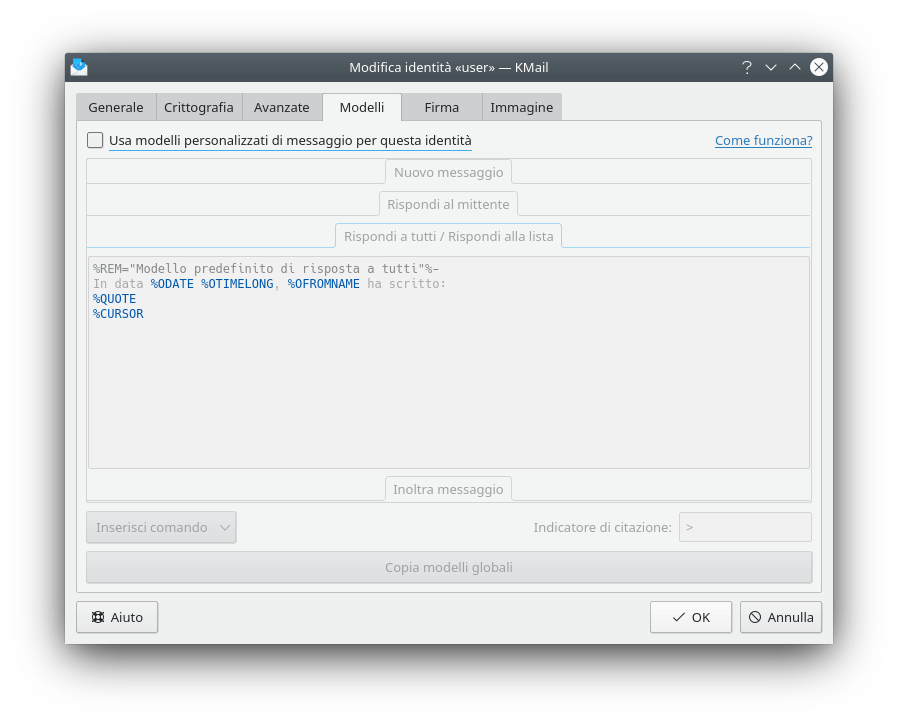 Modifica identità «user» — KMail
Generale Crittografia Avanzate Modelli Firma Immagine
Usa modelli personalizzati di messaggio per questa identità Come funziona?
Nuovo messaggio
Rispondi al mittente
Rispondi a tutti / Rispondi alla lista
%REM="Modello predefinito di risposta a tutti"%-
In data %ODATE %OTIMELONG, %OFROMNAME ha scritto:
%QUOTE
%CURSOR
Inoltra messaggio
Inserisci comando Indicatore di citazione: >
Copia modelli globali
Aiuto OK Annulla